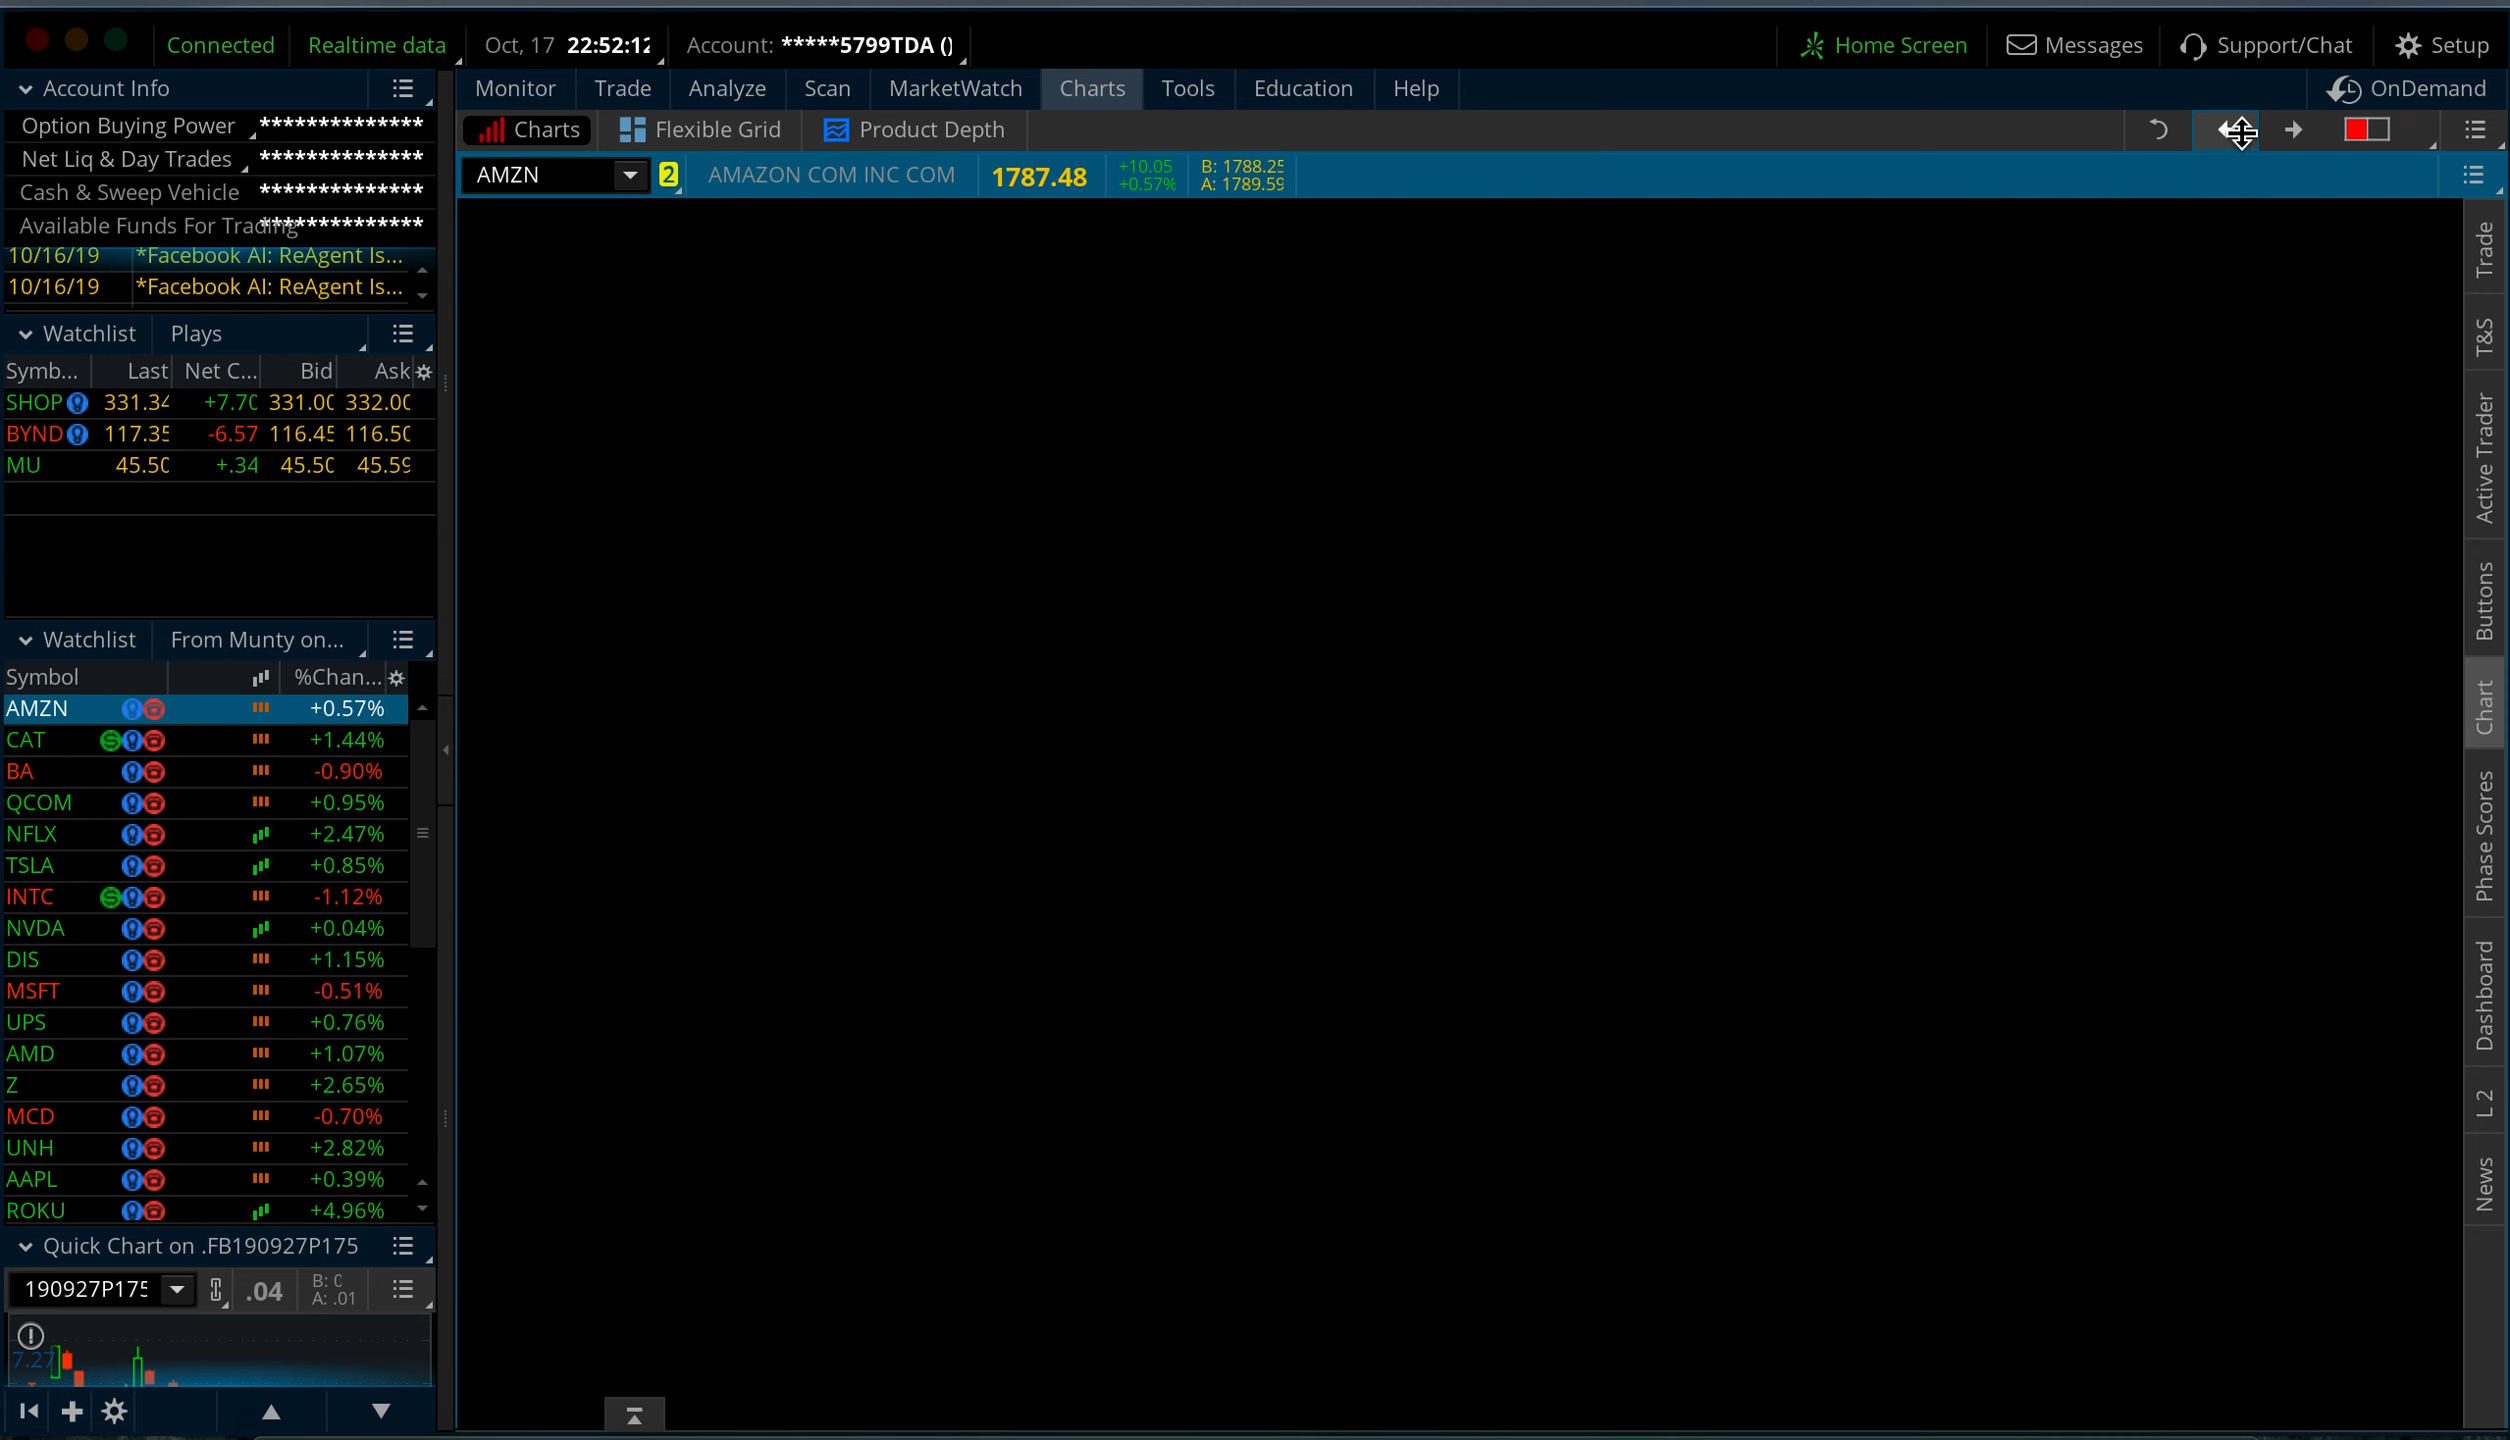 Connected Realtime data Oct, 17 22:52:12 Account: *****5799TDA () Home Screen Messages Support/Chat Setup
Account Info
Monitor Trade Analyze Scan MarketWatch Charts Tools Education Help OnDemand
Option Buying Power **************
Net Liq & Day Trades **************
Cash & Sweep Vehicle **************
Available Funds For Trading **************
10/16/19 *Facebook AI: ReAgent Is...
10/16/19 *Facebook AI: ReAgent Is...
Charts Flexible Grid Product Depth
AMZN 2 AMAZON COM INC COM 1787.48 +10.05 B: 1788.25
+0.57% A: 1789.59
Watchlist Plays
Symb... Last Net C... Bid Ask
SHOP 331.34 +7.70 331.00 332.00
BYND 117.35 -6.57 116.45 116.50
MU 45.50 +.34 45.50 45.59
Watchlist From Munty on...
Symbol %Chan...
AMZN +0.57%
CAT +1.44%
BA -0.90%
QCOM +0.95%
NFLX +2.47%
TSLA +0.85%
INTC -1.12%
NVDA +0.04%
DIS +1.15%
MSFT -0.51%
UPS +0.76%
AMD +1.07%
Z +2.65%
MCD -0.70%
UNH +2.82%
AAPL +0.39%
ROKU +4.96%
Quick Chart on .FB190927P175
190927P175 .04 B: 0
A: .01
7.27
Trade
T&S
Active Trader
Buttons
Chart
Phase Scores
Dashboard
L 2
News